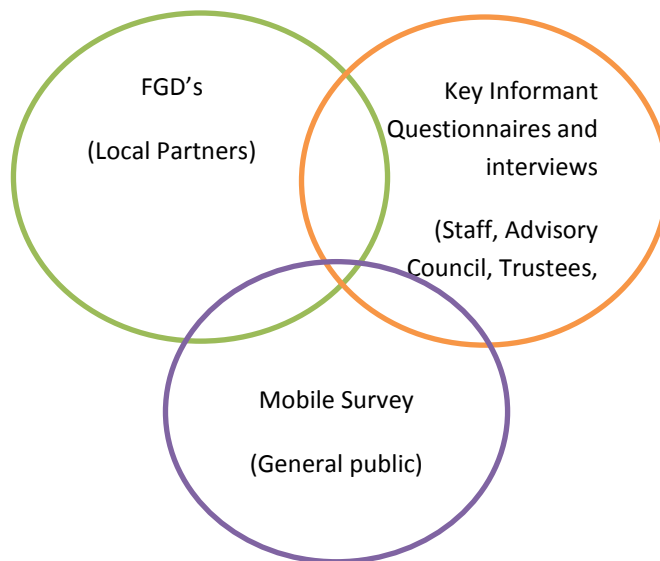 FGD’s
(Local Partners)
Key Informant
Questionnaires and
interviews
(Staff, Advisory
Council, Trustees,
Mobile Survey
(General public)